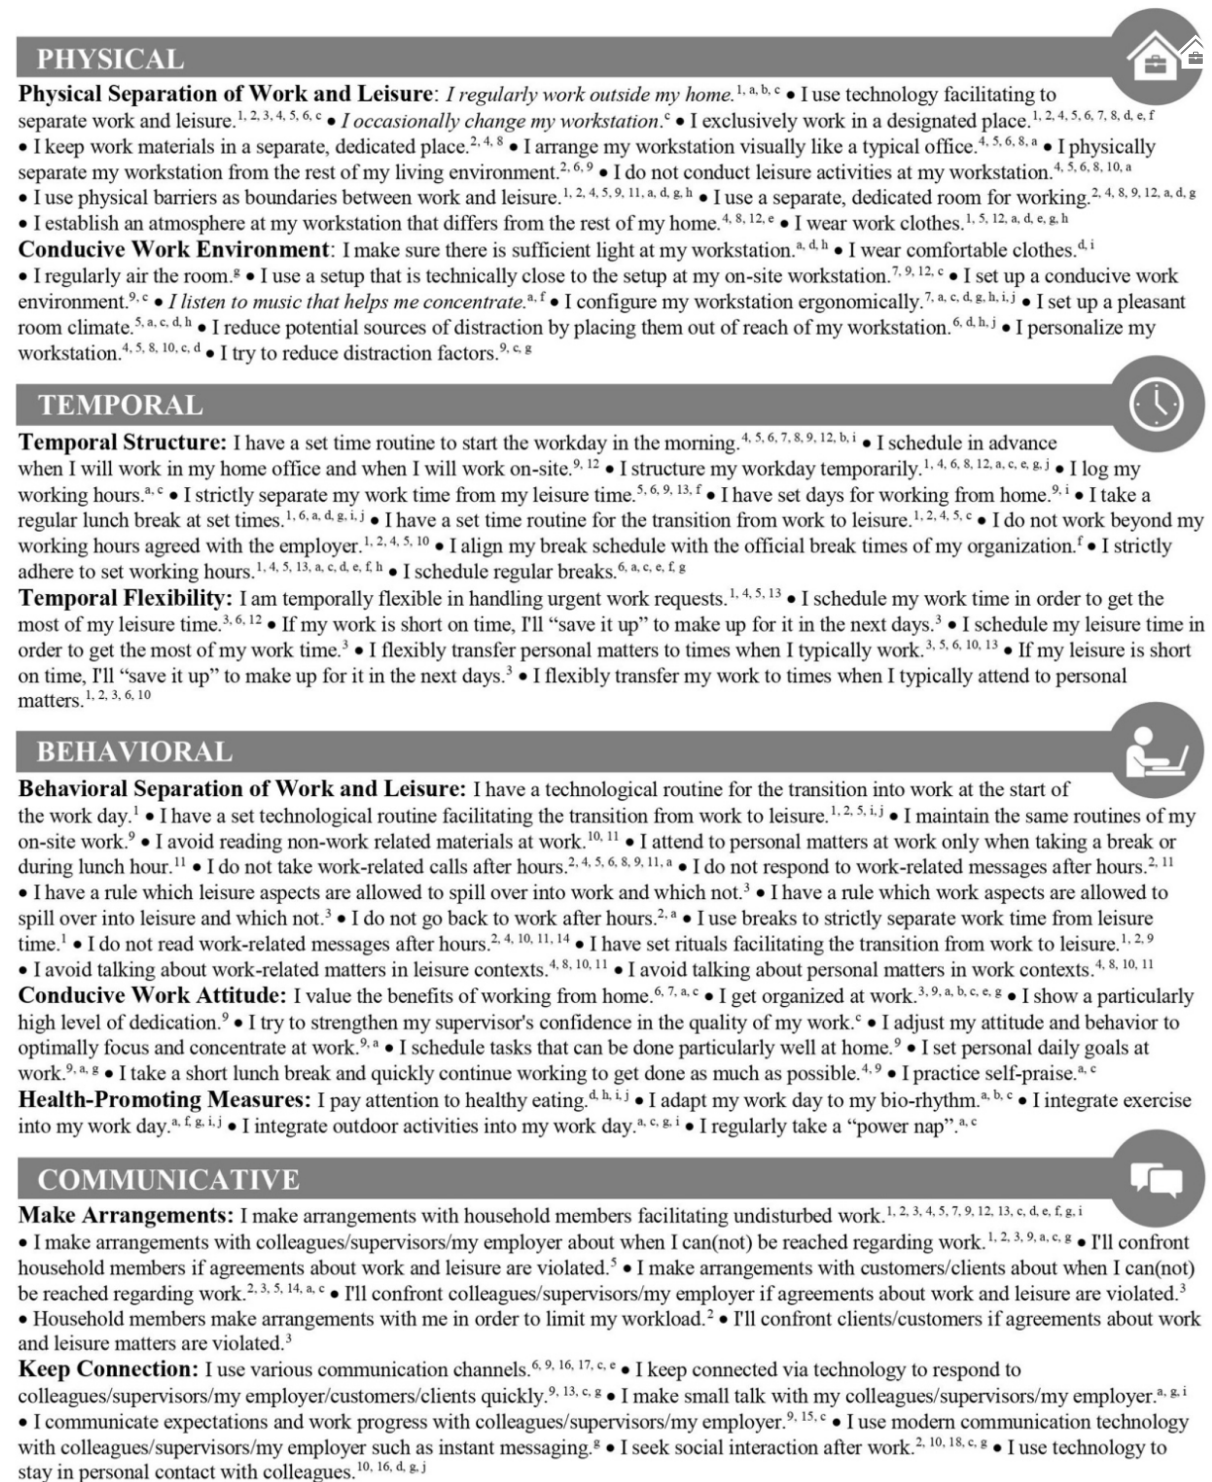 PHYSICAL
Physical Separation of Work and Leisure: I regularly work outside my home.1, a, b, c ● I use technology facilitating to
separate work and leisure.1, 2, 3, 4, 5, 6, c ● I occasionally change my workstation.c ● I exclusively work in a designated place.1, 2, 4, 5, 6, 7, 8, d, e, f
● I keep work materials in a separate, dedicated place.2, 4, 8 ● I arrange my workstation visually like a typical office.4, 5, 6, 8, a ● I physically
separate my workstation from the rest of my living environment.2, 6, 9 ● I do not conduct leisure activities at my workstation.4, 5, 6, 8, 10, a
● I use physical barriers as boundaries between work and leisure.1, 2, 4, 5, 9, 11, a, d, g, h ● I use a separate, dedicated room for working.2, 4, 8, 9, 12, a, d, g
● I establish an atmosphere at my workstation that differs from the rest of my home.4, 8, 12, e ● I wear work clothes.1, 5, 12, a, d, e, g, h
Conducive Work Environment: I make sure there is sufficient light at my workstation.a, d, h ● I wear comfortable clothes.d, i
● I regularly air the room.g ● I use a setup that is technically close to the setup at my on-site workstation.7, 9, 12, c ● I set up a conducive work
environment.9, c ● I listen to music that helps me concentrate.a, f ● I configure my workstation ergonomically.7, a, c, d, g, h, i, j ● I set up a pleasant
room climate.5, a, c, d, h ● I reduce potential sources of distraction by placing them out of reach of my workstation.6, d, h, j ● I personalize my
workstation.4, 5, 8, 10, c, d ● I try to reduce distraction factors.9, c, g
TEMPORAL
Temporal Structure: I have a set time routine to start the workday in the morning.4, 5, 6, 7, 8, 9, 12, b, i ● I schedule in advance
when I will work in my home office and when I will work on-site.9, 12 ● I structure my workday temporarily.1, 4, 6, 8, 12, a, c, e, g, j ● I log my
working hours.a, c ● I strictly separate my work time from my leisure time.5, 6, 9, 13, f ● I have set days for working from home.9, i ● I take a
regular lunch break at set times.1, 6, a, d, g, i, j ● I have a set time routine for the transition from work to leisure.1, 2, 4, 5, c ● I do not work beyond my
working hours agreed with the employer.1, 2, 4, 5, 10 ● I align my break schedule with the official break times of my organization.f ● I strictly
adhere to set working hours.1, 4, 5, 13, a, c, d, e, f, h ● I schedule regular breaks.6, a, c, e, f, g
Temporal Flexibility: I am temporally flexible in handling urgent work requests.1, 4, 5, 13 ● I schedule my work time in order to get the
most of my leisure time.3, 6, 12 ● If my work is short on time, I'll “save it up” to make up for it in the next days.3 ● I schedule my leisure time in
order to get the most of my work time.3 ● I flexibly transfer personal matters to times when I typically work.3, 5, 6, 10, 13 ● If my leisure is short
on time, I'll “save it up” to make up for it in the next days.3 ● I flexibly transfer my work to times when I typically attend to personal
matters.1, 2, 3, 6, 10
BEHAVIORAL
Behavioral Separation of Work and Leisure: I have a technological routine for the transition into work at the start of
the work day.1 ● I have a set technological routine facilitating the transition from work to leisure.1, 2, 5, i, j ● I maintain the same routines of my
on-site work.9 ● I avoid reading non-work related materials at work.10, 11 ● I attend to personal matters at work only when taking a break or
during lunch hour.11 ● I do not take work-related calls after hours.2, 4, 5, 6, 8, 9, 11, a ● I do not respond to work-related messages after hours.2, 11
● I have a rule which leisure aspects are allowed to spill over into work and which not.3 ● I have a rule which work aspects are allowed to
spill over into leisure and which not.3 ● I do not go back to work after hours.2, a ● I use breaks to strictly separate work time from leisure
time.1 ● I do not read work-related messages after hours.2, 4, 10, 11, 14 ● I have set rituals facilitating the transition from work to leisure.1, 2, 9
● I avoid talking about work-related matters in leisure contexts.4, 8, 10, 11 ● I avoid talking about personal matters in work contexts.4, 8, 10, 11
Conducive Work Attitude: I value the benefits of working from home.6, 7, a, c ● I get organized at work.3, 9, a, b, c, e, g ● I show a particularly
high level of dedication.9 ● I try to strengthen my supervisor's confidence in the quality of my work.c ● I adjust my attitude and behavior to
optimally focus and concentrate at work.9, a ● I schedule tasks that can be done particularly well at home.9 ● I set personal daily goals at
work.9, a, g ● I take a short lunch break and quickly continue working to get done as much as possible.4, 9 ● I practice self-praise.a, c
Health-Promoting Measures: I pay attention to healthy eating.d, h, i, j ● I adapt my work day to my bio-rhythm.a, b, c ● I integrate exercise
into my work day.a, f, g, i, j ● I integrate outdoor activities into my work day.a, c, g, i ● I regularly take a “power nap”.a, c
COMMUNICATIVE
Make Arrangements: I make arrangements with household members facilitating undisturbed work.1, 2, 3, 4, 5, 7, 9, 12, 13, c, d, e, f, g, i
● I make arrangements with colleagues/supervisors/my employer about when I can(not) be reached regarding work.1, 2, 3, 9, a, c, g ● I'll confront
household members if agreements about work and leisure are violated.5 ● I make arrangements with customers/clients about when I can(not)
be reached regarding work.2, 3, 5, 14, a, c ● I'll confront colleagues/supervisors/my employer if agreements about work and leisure are violated.3
● Household members make arrangements with me in order to limit my workload.2 ● I'll confront clients/customers if agreements about work
and leisure matters are violated.3
Keep Connection: I use various communication channels.6, 9, 16, 17, c, e ● I keep connected via technology to respond to
colleagues/supervisors/my employer/customers/clients quickly.9, 13, c, g ● I make small talk with my colleagues/supervisors/my employer.a, g, i
● I communicate expectations and work progress with colleagues/supervisors/my employer.9, 15, c ● I use modern communication technology
with colleagues/supervisors/my employer such as instant messaging.g ● I seek social interaction after work.2, 10, 18, c, g ● I use technology to
stay in personal contact with colleagues.10, 16, d, g, j